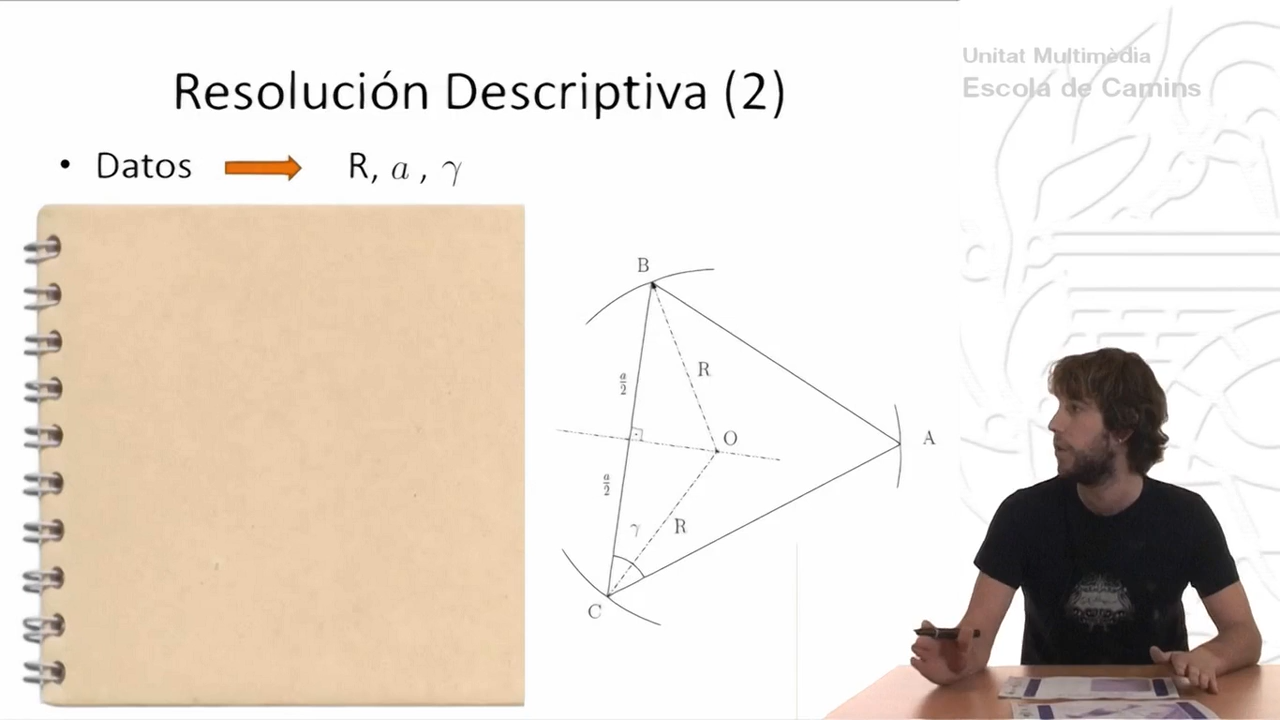 Unitat Multimèdia
Escola de Camins
Resolución Descriptiva (2)
• Datos R, a, γ
B
R
a/2
O
A
a/2
γ
R
C